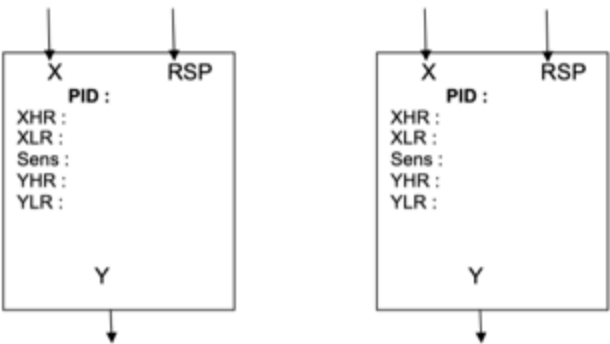 X RSP
PID :
XHR :
XLR :
Sens :
YHR :
YLR :
Y
X RSP
PID :
XHR :
XLR :
Sens :
YHR :
YLR :
Y